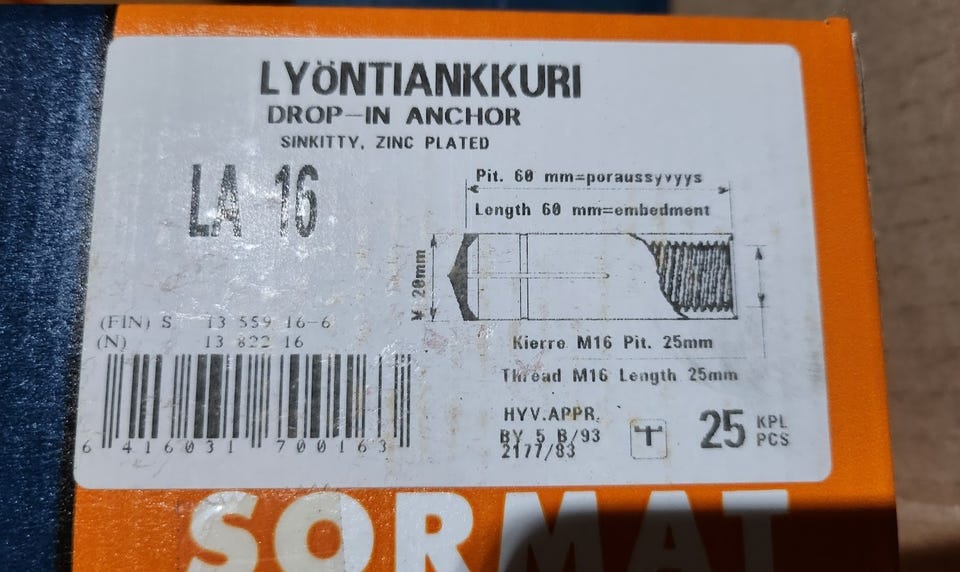 LYÖNTIANKKURI
DROP-IN ANCHOR
SINKITTY, ZINC PLATED
LA 16
Pit. 60 mm=poraussyvyys
Length 60 mm=embedment
¥ 20mm
(FIN) S 13 559 16-6
(N) 13 822 16
Kierre M16 Pit. 25mm
Thread M16 Length 25mm
6 416031 700163
HYV.APPR.
BY 5 B/93
2177/83
25 KPL
PCS
SORMAT